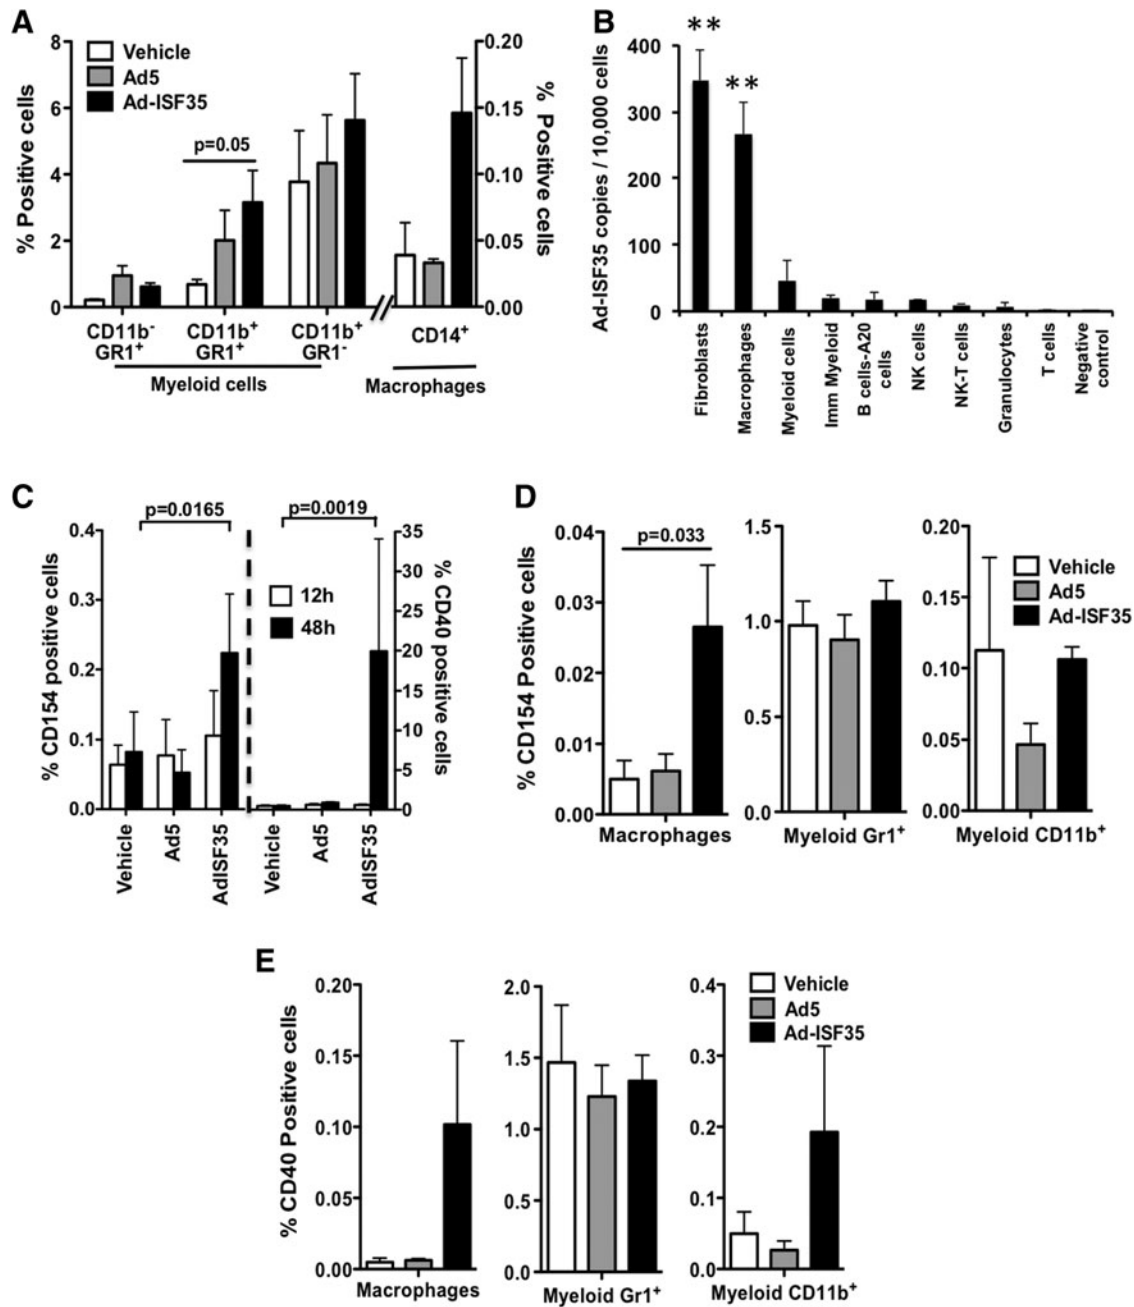 A
% Positive cells
8
6
4
2
0
Vehicle
Ad5
Ad-ISF35
p=0.05
0.20
0.15
0.10
0.05
0.00
% Positive cells
CD11b-
GR1+
CD11b+
GR1+
CD11b+
GR1-
CD14+
Myeloid cells
Macrophages
B
Ad-ISF35 copies / 10,000 cells
400
300
200
100
0
**
**
Fibroblasts
Macrophages
Myeloid cells
Imm Myeloid
B cells-A20
cells
NK cells
NK-T cells
Granulocytes
T cells
Negative
control
C
% CD154 positive cells
0.4
0.3
0.2
0.1
0.0
p=0.0165
p=0.0019
12h
48h
35
30
25
20
15
10
5
0
% CD40 positive
cells
Vehicle
Ad5
AdISF35
Vehicle
Ad5
AdISF35
D
% CD154 Positive cells
0.04
0.03
0.02
0.01
0.00
p=0.033
Macrophages
1.5
1.0
0.5
0.0
Myeloid Gr1+
0.20
0.15
0.10
0.05
0.00
Vehicle
Ad5
Ad-ISF35
Myeloid CD11b+
E
% CD40 Positive cells
0.20
0.15
0.10
0.05
0.00
Macrophages
2.0
1.5
1.0
0.5
0.0
Myeloid Gr1+
0.4
0.3
0.2
0.1
0.0
Vehicle
Ad5
Ad-ISF35
Myeloid CD11b+